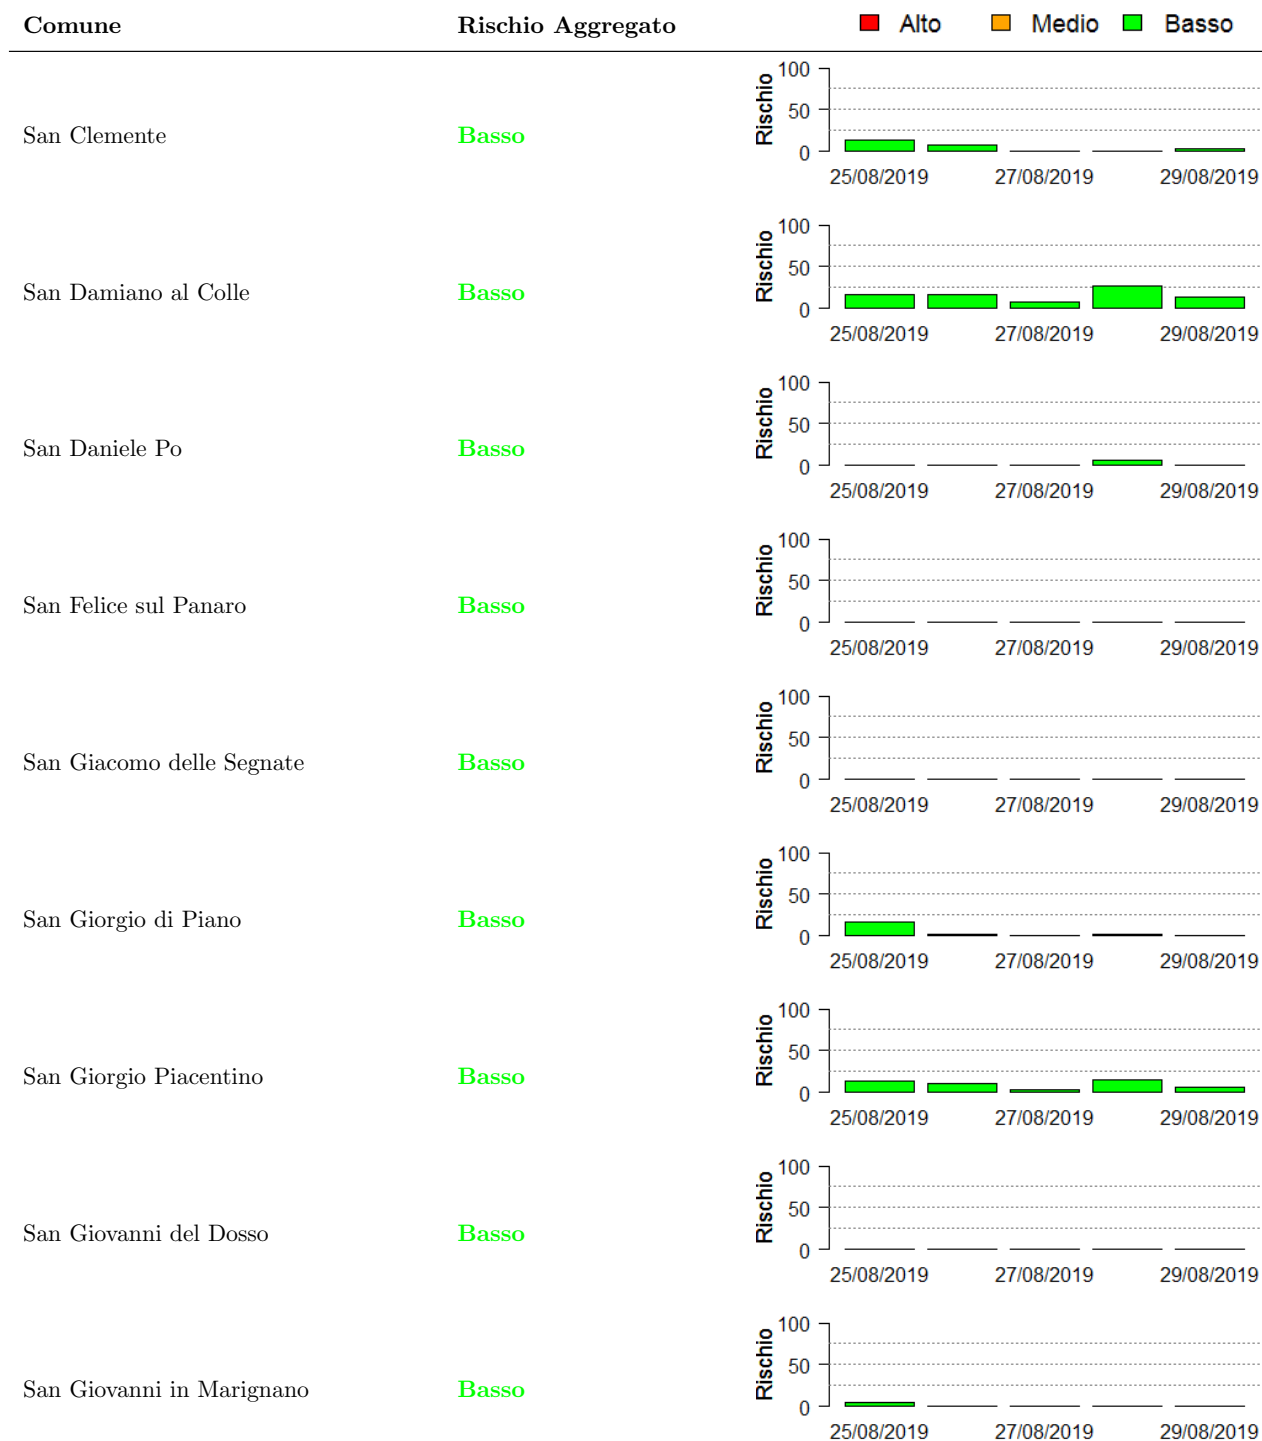 Comune Rischio Aggregato Alto Medio Basso
San Clemente Basso
Rischio
100
50
0
25/08/2019 27/08/2019 29/08/2019
San Damiano al Colle Basso
Rischio
100
50
0
25/08/2019 27/08/2019 29/08/2019
San Daniele Po Basso
Rischio
100
50
0
25/08/2019 27/08/2019 29/08/2019
San Felice sul Panaro Basso
Rischio
100
50
0
25/08/2019 27/08/2019 29/08/2019
San Giacomo delle Segnate Basso
Rischio
100
50
0
25/08/2019 27/08/2019 29/08/2019
San Giorgio di Piano Basso
Rischio
100
50
0
25/08/2019 27/08/2019 29/08/2019
San Giorgio Piacentino Basso
Rischio
100
50
0
25/08/2019 27/08/2019 29/08/2019
San Giovanni del Dosso Basso
Rischio
100
50
0
25/08/2019 27/08/2019 29/08/2019
San Giovanni in Marignano Basso
Rischio
100
50
0
25/08/2019 27/08/2019 29/08/2019